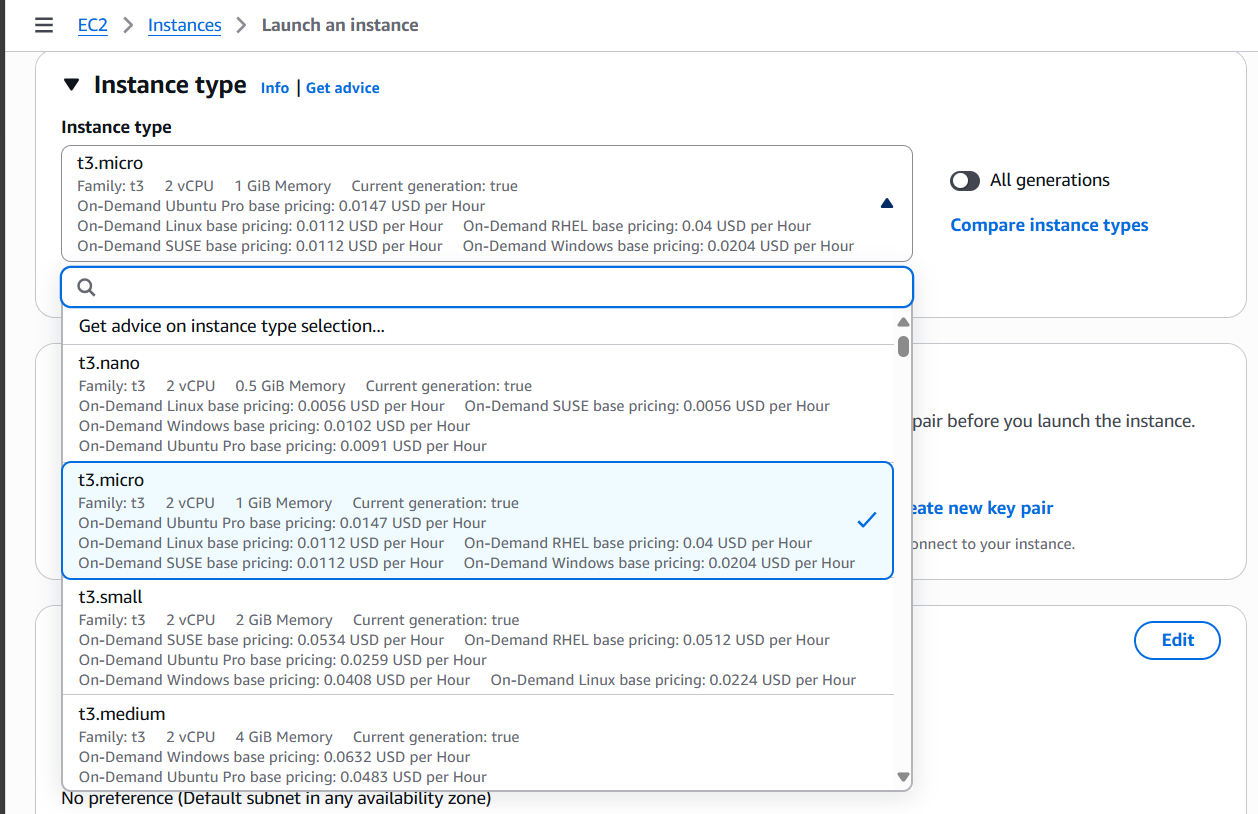 EC2 > Instances > Launch an instance
Instance type Info | Get advice
Instance type
t3.micro
Family: t3 2 vCPU 1 GiB Memory Current generation: true
On-Demand Ubuntu Pro base pricing: 0.0147 USD per Hour
On-Demand Linux base pricing: 0.0112 USD per Hour On-Demand RHEL base pricing: 0.04 USD per Hour
On-Demand SUSE base pricing: 0.0112 USD per Hour On-Demand Windows base pricing: 0.0204 USD per Hour
All generations
Compare instance types
Get advice on instance type selection...
t3.nano
Family: t3 2 vCPU 0.5 GiB Memory Current generation: true
On-Demand Linux base pricing: 0.0056 USD per Hour On-Demand SUSE base pricing: 0.0056 USD per Hour
On-Demand Windows base pricing: 0.0102 USD per Hour
On-Demand Ubuntu Pro base pricing: 0.0091 USD per Hour
t3.micro
Family: t3 2 vCPU 1 GiB Memory Current generation: true
On-Demand Ubuntu Pro base pricing: 0.0147 USD per Hour
On-Demand Linux base pricing: 0.0112 USD per Hour On-Demand RHEL base pricing: 0.04 USD per Hour
On-Demand SUSE base pricing: 0.0112 USD per Hour On-Demand Windows base pricing: 0.0204 USD per Hour
t3.small
Family: t3 2 vCPU 2 GiB Memory Current generation: true
On-Demand SUSE base pricing: 0.0534 USD per Hour On-Demand RHEL base pricing: 0.0512 USD per Hour
On-Demand Ubuntu Pro base pricing: 0.0259 USD per Hour
On-Demand Windows base pricing: 0.0408 USD per Hour On-Demand Linux base pricing: 0.0224 USD per Hour
t3.medium
Family: t3 2 vCPU 4 GiB Memory Current generation: true
On-Demand Windows base pricing: 0.0632 USD per Hour
On-Demand Ubuntu Pro base pricing: 0.0483 USD per Hour
pair before you launch the instance.
eate new key pair
onnect to your instance.
Edit
No preference (Default subnet in any availability zone)